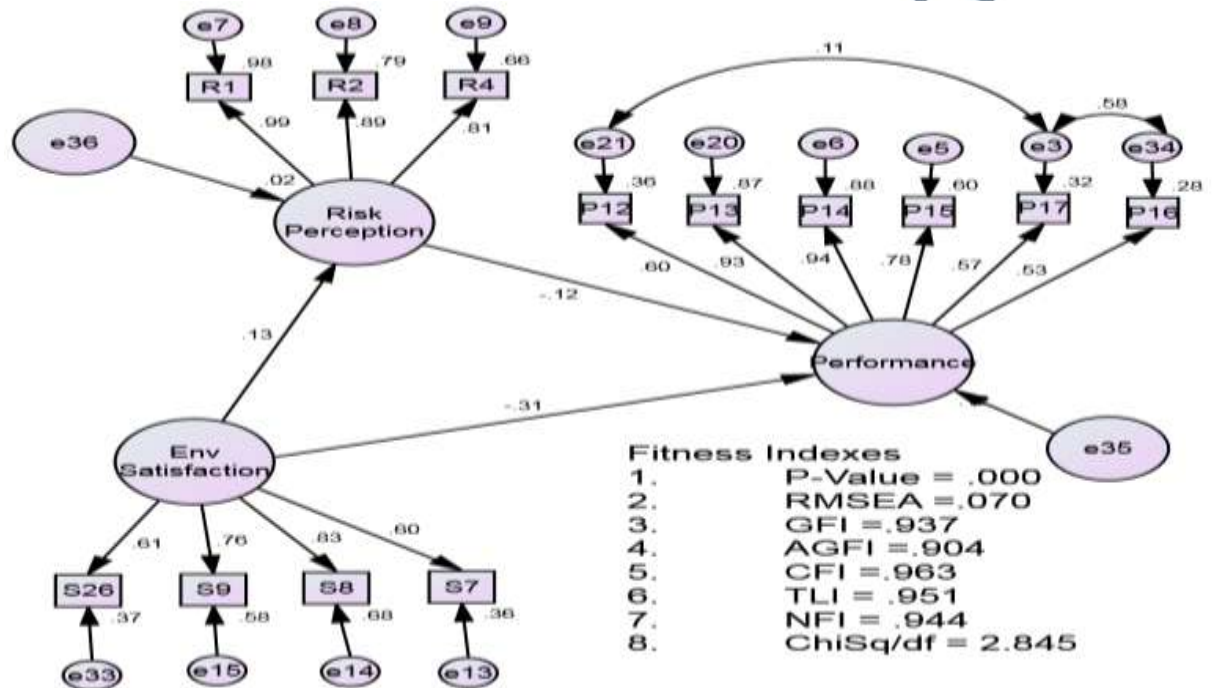 e7
e8
e9
.98
.79
.66
R1
R2
R4
.99
.89
.81
e36
.02
Risk
Perception
.11
.58
e21
e20
e6
e5
e3
e34
.36
.87
.88
.60
.32
.28
P12
P13
P14
P15
P17
P16
.60
.93
.94
.78
.57
.53
-.12
.13
Performance
-.31
e35
Env
Satisfaction
.61
.76
.83
.60
S26
S9
S8
S7
.37
.58
.68
.36
e33
e15
e14
e13
Fitness Indexes
1. P-Value = .000
2. RMSEA =.070
3. GFI =.937
4. AGFI =.904
5. CFI =.963
6. TLI = .951
7. NFI = .944
8. ChiSq/df = 2.845